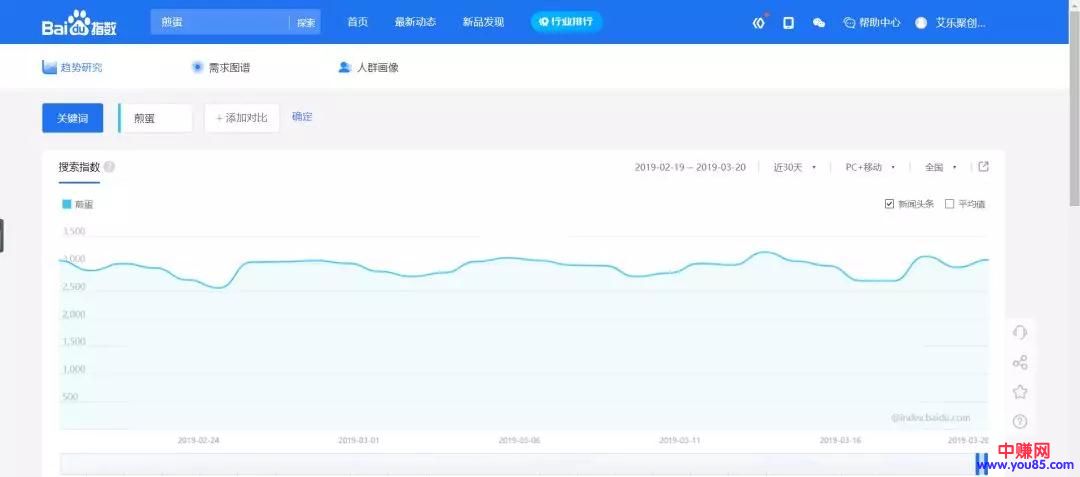 Bai du 指数 煎蛋 探索 首页 最新动态 新品发现 行业排行 帮助中心 艾乐聚创...
趋势研究 需求图谱 人群画像
关键词 煎蛋 + 添加对比 确定
搜索指数 ? 2019-02-19 ~ 2019-03-20 近30天 PC+移动 全国
煎蛋 新闻头条 平均值
3,500
3,000
2,500
2,000
1,500
1,000
500
@index.baidu.com
2019-02-24 2019-03-01 2019-03-06 2019-03-11 2019-03-16 2019-03-20
中赚网
www.you85.com